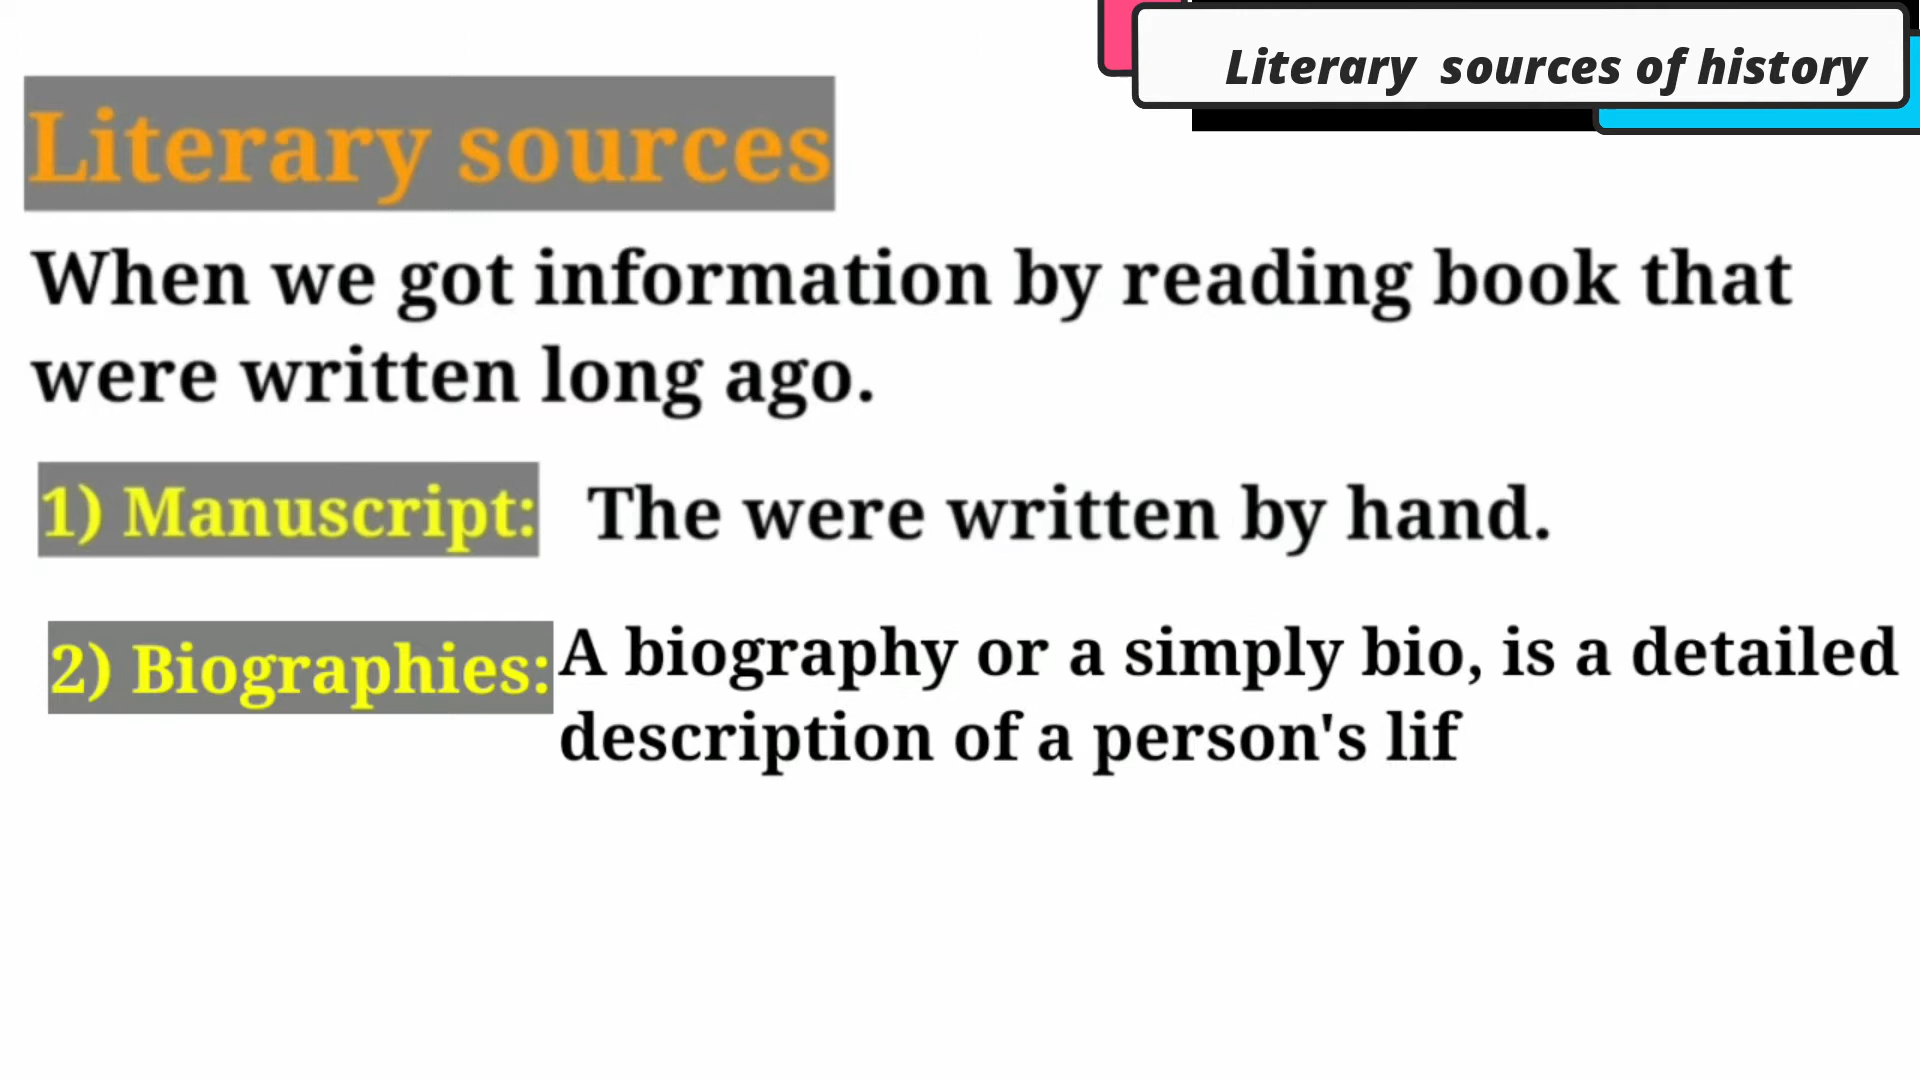 Literary  sources of history
Literary sources
When we got information by reading book that
were written long ago.
1) Manuscript: The were written by hand.
2) Biographies: A biography or a simply bio, is a detailed
description of a person's lif